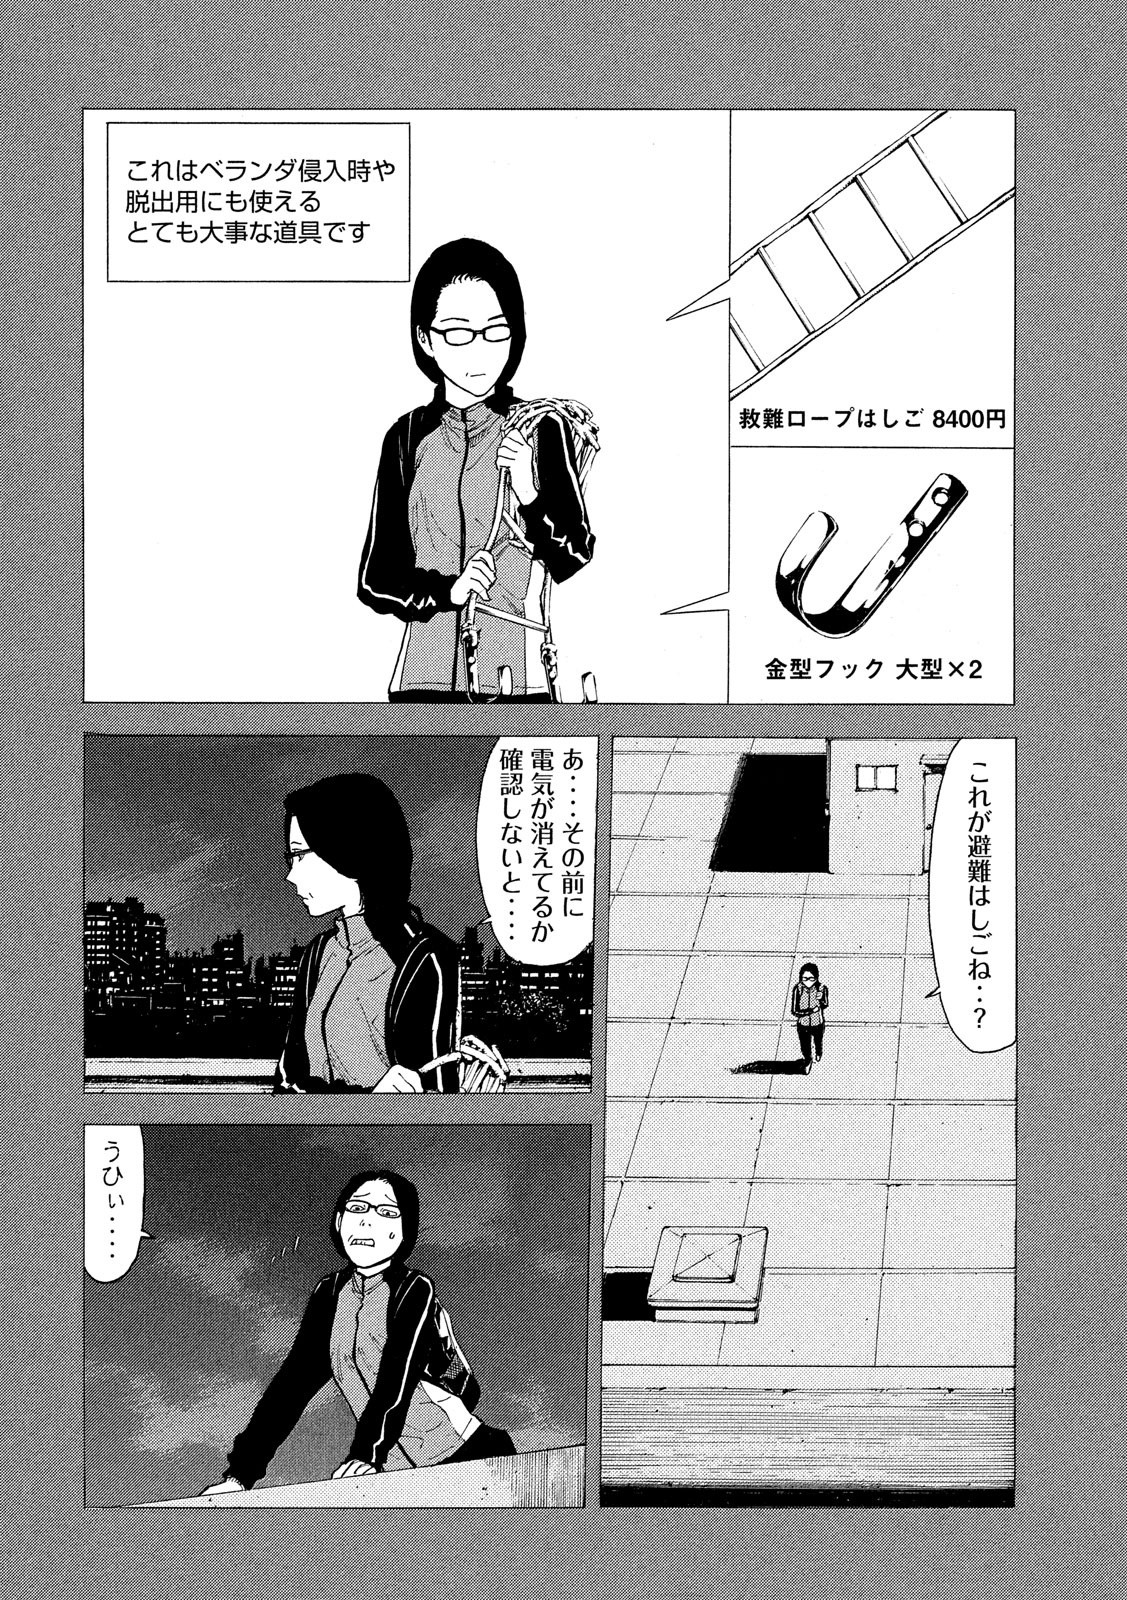 これはベランダ侵入時や
脱出用にも使える
とても大事な道具です
救難ロープはしご 8400円
金型フック 大型×2
これが避難はしごね‥？
あ‥‥その前に
電気が消えてるか
確認しないと‥‥
うひぃ‥‥